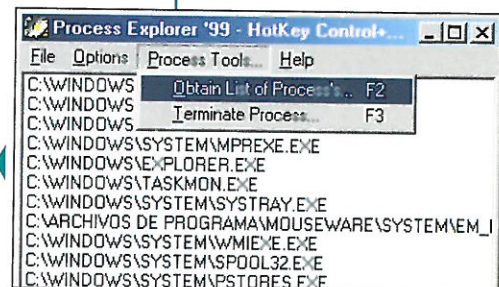 Process Explorer '99 - HotKey Control+...
File Options Process Tools... Help
C:\WINDOWS
Obtain List of Process's .. F2
C:\WINDOWS
C:\WINDOWS
Terminate Process... F3
C:\WINDOWS\SYSTEM\MPREXE.EXE
C:\WINDOWS\EXPLORER.EXE
C:\WINDOWS\TASKMON.EXE
C:\WINDOWS\SYSTEM\SYSTRAY.EXE
C:\ARCHIVOS DE PROGRAMA\MOUSEWARE\SYSTEM\EM_
C:\WINDOWS\SYSTEM\WMIEXE.EXE
C:\WINDOWS\SYSTEM\SPOOL32.EXE
C:\WINDOWS\SYSTEM\PSTORES.EXE